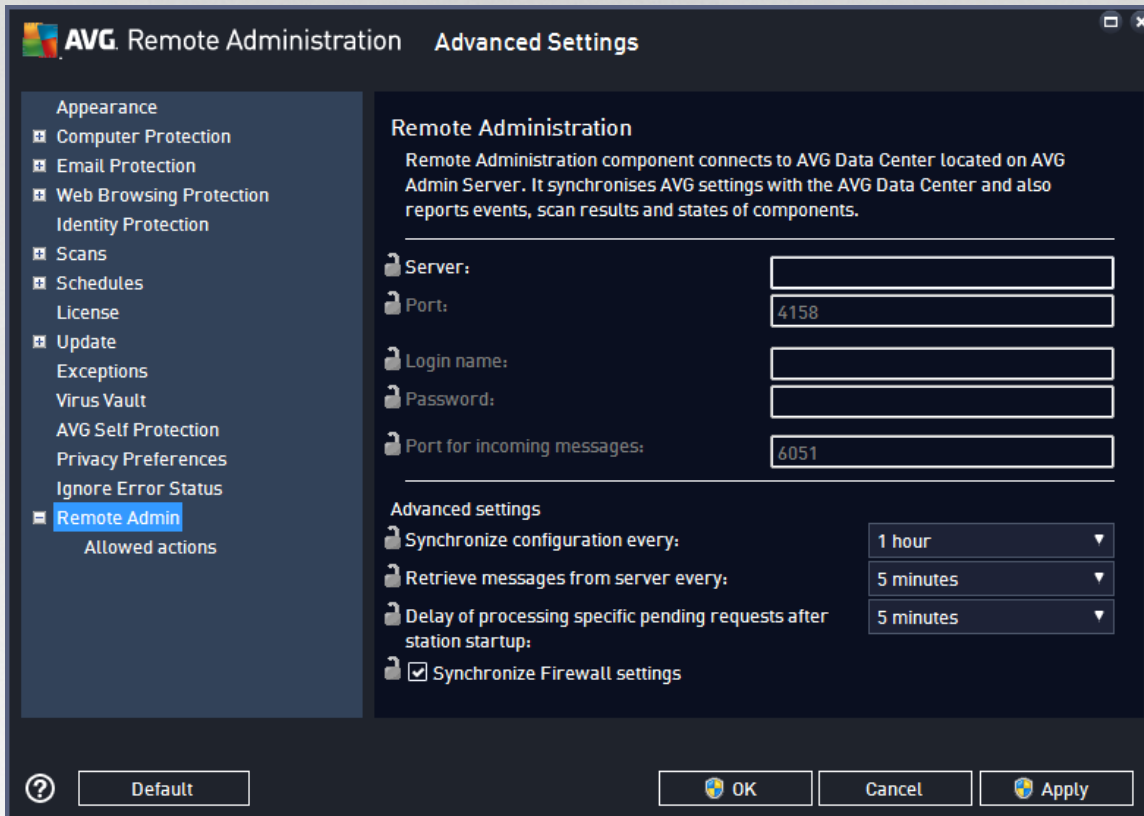 AVG. Remote Administration Advanced Settings
Appearance
Computer Protection
Email Protection
Web Browsing Protection
Identity Protection
Scans
Schedules
License
Update
Exceptions
Virus Vault
AVG Self Protection
Privacy Preferences
Ignore Error Status
Remote Admin
Allowed actions
Remote Administration
Remote Administration component connects to AVG Data Center located on AVG
Admin Server. It synchronises AVG settings with the AVG Data Center and also
reports events, scan results and states of components.
Server:
Port: 4158
Login name:
Password:
Port for incoming messages: 6051
Advanced settings
Synchronize configuration every: 1 hour
Retrieve messages from server every: 5 minutes
Delay of processing specific pending requests after 5 minutes
station startup:
Synchronize Firewall settings
? Default OK Cancel Apply